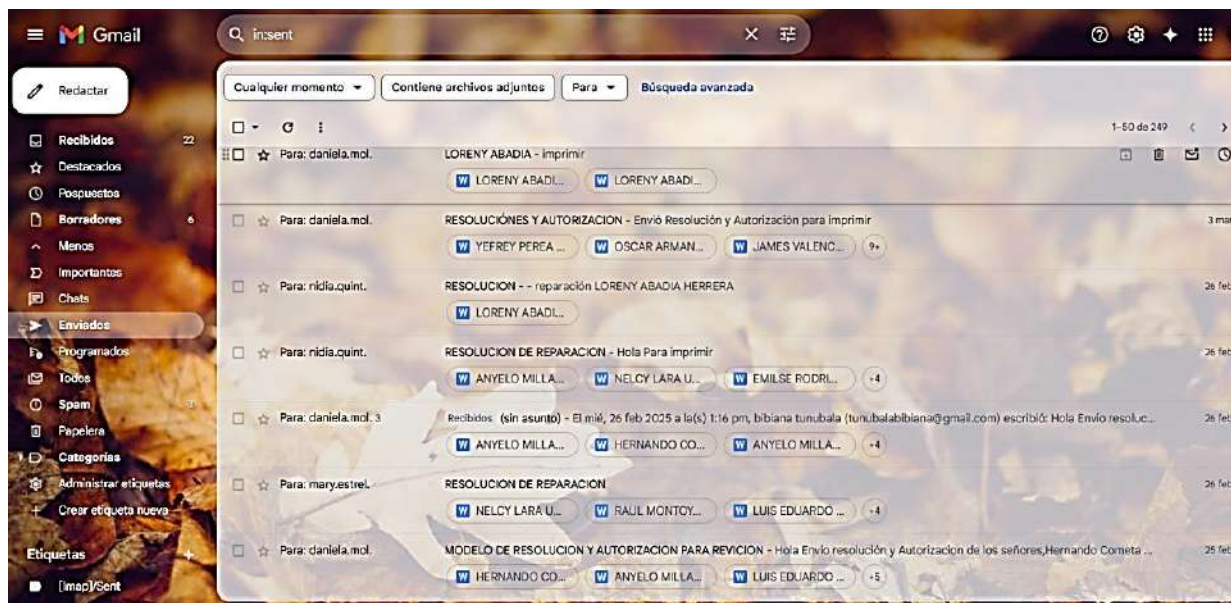 Gmail
in:sent
Redactar
Recibidos 22
Destacados
Pospuestos
Borradores 6
Menos
Importantes
Chats
Enviados
Programados
Todos
Spam
Papelera
Categorías
Administrar etiquetas
Crear etiqueta nueva
Etiquetas +
[Imap]/Sent
Cualquier momento Contiene archivos adjuntos Para Búsqueda avanzada
1-50 de 249
Para: daniela.mol. LORENY ABADIA - imprimir
LORENY ABADI... LORENY ABADI...
Para: daniela.mol. RESOLUCIÓNES Y AUTORIZACION - Envió Resolución y Autorización para imprimir 3 mar
YEFREY PEREA ... OSCAR ARMAN... JAMES VALENC... 9+
Para: nidia.quint. RESOLUCION - - reparación LORENY ABADIA HERRERA 26 feb
LORENY ABADI...
Para: nidia.quint. RESOLUCION DE REPARACION - Hola Para imprimir 26 feb
ANYELO MILLA... NELCY LARA U... EMILSE RODRI... +4
Para: daniela.mol. 3 Recibidos (sin asunto) - El mié, 26 feb 2025 a la(s) 1:16 pm, bibiana tunubala (tunubalabibiana@gmail.com) escribió: Hola Envío resoluc... 26 feb
ANYELO MILLA... HERNANDO CO... ANYELO MILLA... +4
Para: mary.estrel. RESOLUCION DE REPARACION 26 feb
NELCY LARA U... RAUL MONTOY... LUIS EDUARDO ... +4
Para: daniela.mol. MODELO DE RESOLUCION Y AUTORIZACION PARA REVICION - Hola Envío resolución y Autorizacion de los señores,Hernando Cometa ... 25 feb
HERNANDO CO... ANYELO MILLA... LUIS EDUARDO ... +5